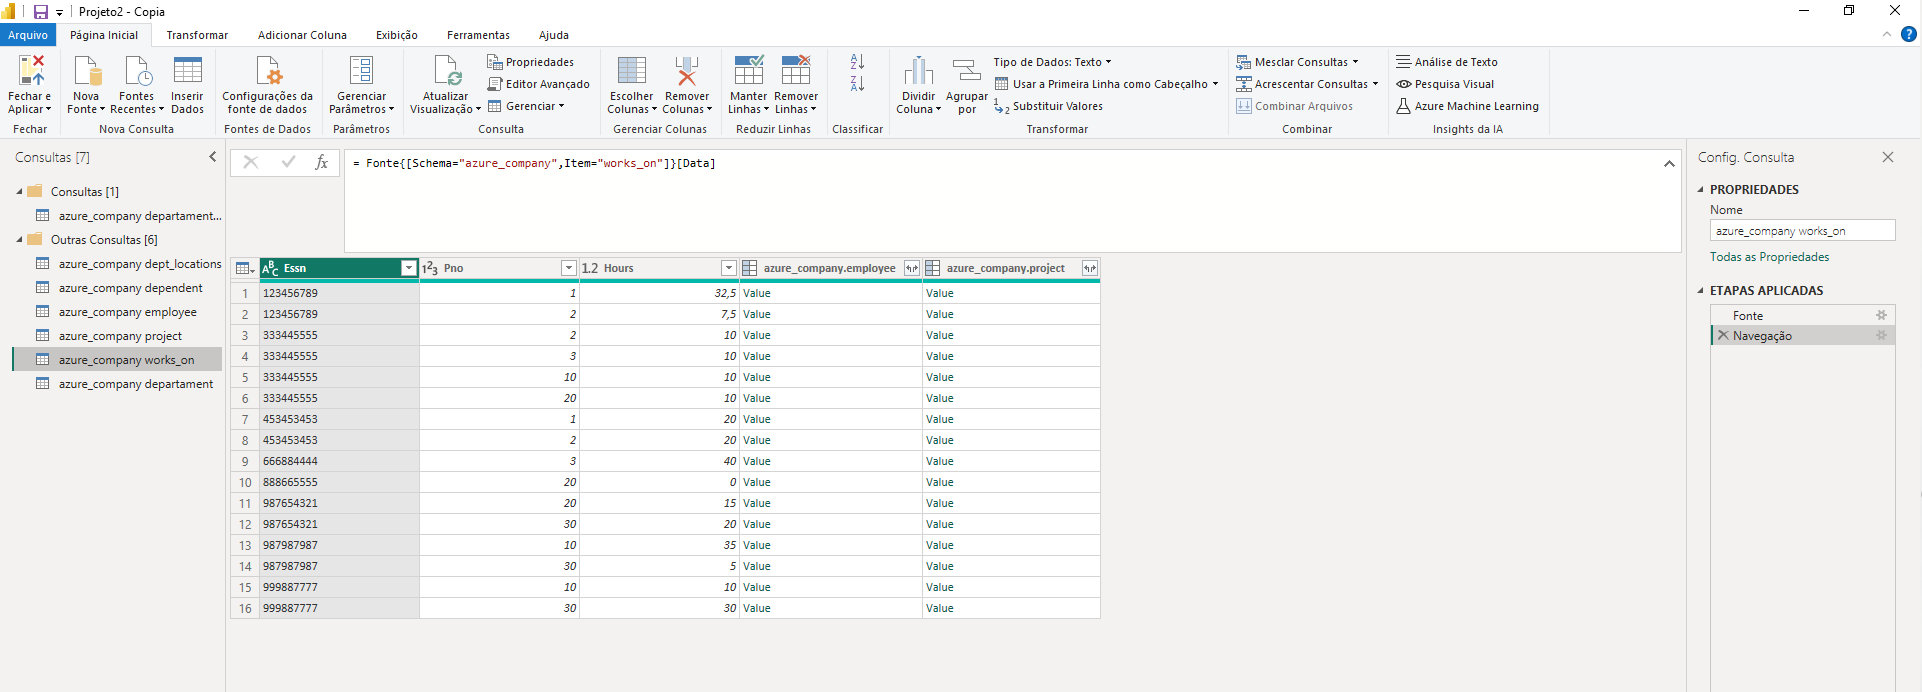 Projeto2 - Copia
Arquivo Página Inicial Transformar Adicionar Coluna Exibição Ferramentas Ajuda
Fechar e Aplicar
Fechar
Nova Fonte
Fontes Recentes
Inserir Dados
Nova Consulta
Configurações da fonte de dados
Fontes de Dados
Gerenciar Parâmetros
Parâmetros
Atualizar Visualização
Propriedades
Editor Avançado
Gerenciar
Consulta
Escolher Colunas
Remover Colunas
Gerenciar Colunas
Manter Linhas
Remover Linhas
Reduzir Linhas
Classificar
Dividir Coluna
Agrupar por
Tipo de Dados: Texto
Usar a Primeira Linha como Cabeçalho
Substituir Valores
Transformar
Mesclar Consultas
Acrescentar Consultas
Combinar Arquivos
Combinar
Análise de Texto
Pesquisa Visual
Azure Machine Learning
Insights da IA
Consultas [7]
Consultas [1]
azure_company departament...
Outras Consultas [6]
azure_company dept_locations
azure_company dependent
azure_company employee
azure_company project
azure_company works_on
azure_company departament
fx
= Fonte{[Schema="azure_company",Item="works_on"]}[Data]
ABC Essn 123 Pno 1.2 Hours azure_company.employee azure_company.project
1 123456789 1 32,5 Value Value
2 123456789 2 7,5 Value Value
3 333445555 2 10 Value Value
4 333445555 3 10 Value Value
5 333445555 10 10 Value Value
6 333445555 20 10 Value Value
7 453453453 1 20 Value Value
8 453453453 2 20 Value Value
9 666884444 3 40 Value Value
10 888665555 20 0 Value Value
11 987654321 20 15 Value Value
12 987654321 30 20 Value Value
13 987987987 10 35 Value Value
14 987987987 30 5 Value Value
15 999887777 10 10 Value Value
16 999887777 30 30 Value Value
Config. Consulta
PROPRIEDADES
Nome
azure_company works_on
Todas as Propriedades
ETAPAS APLICADAS
Fonte
Navegação